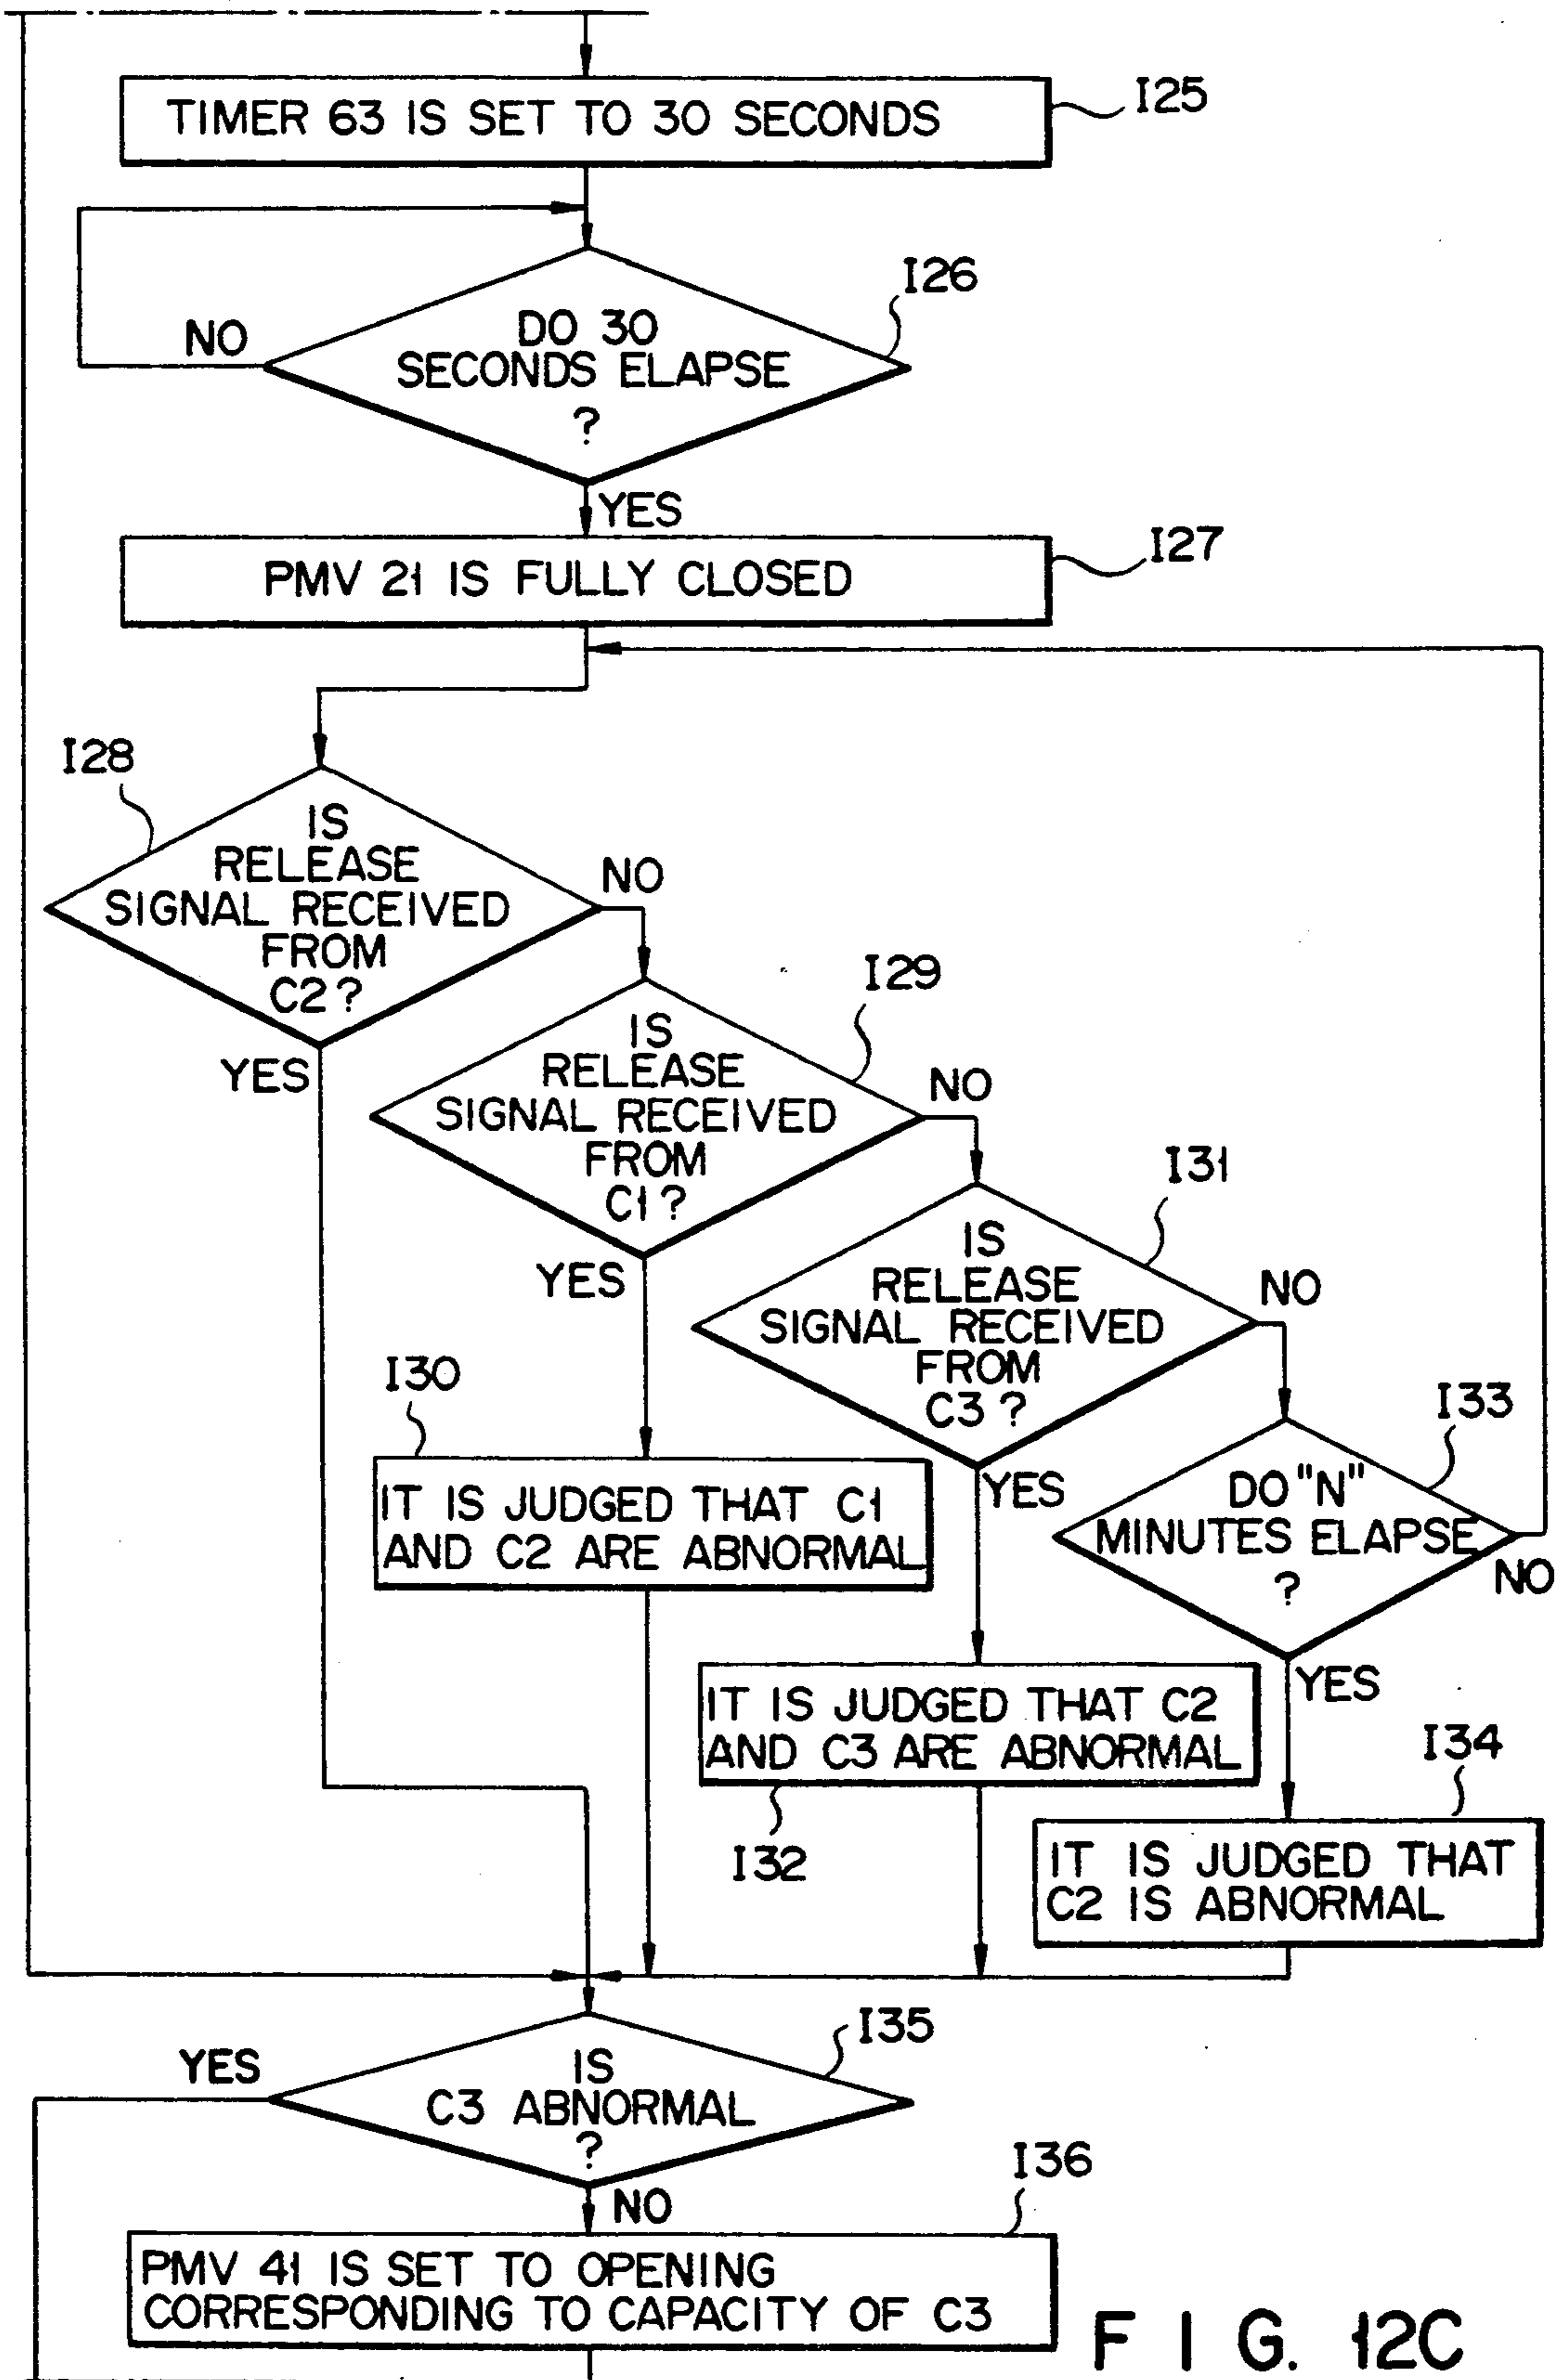 TIMER 63 IS SET TO 30 SECONDS
I25
I26
DO 30
SECONDS ELAPSE
?
NO
YES
PMV 21 IS FULLY CLOSED
I27
I28
IS
RELEASE
SIGNAL RECEIVED
FROM
C2?
NO
YES
I29
IS
RELEASE
SIGNAL RECEIVED
FROM
C1?
NO
YES
I31
IS
RELEASE
SIGNAL RECEIVED
FROM
C3?
NO
YES
I30
IT IS JUDGED THAT C1
AND C2 ARE ABNORMAL
I33
DO "N"
MINUTES ELAPSE
?
NO
YES
IT IS JUDGED THAT C2
AND C3 ARE ABNORMAL
I32
I34
IT IS JUDGED THAT
C2 IS ABNORMAL
I35
IS
C3 ABNORMAL
?
YES
NO
I36
PMV 41 IS SET TO OPENING
CORRESPONDING TO CAPACITY OF C3
FIG. 12C